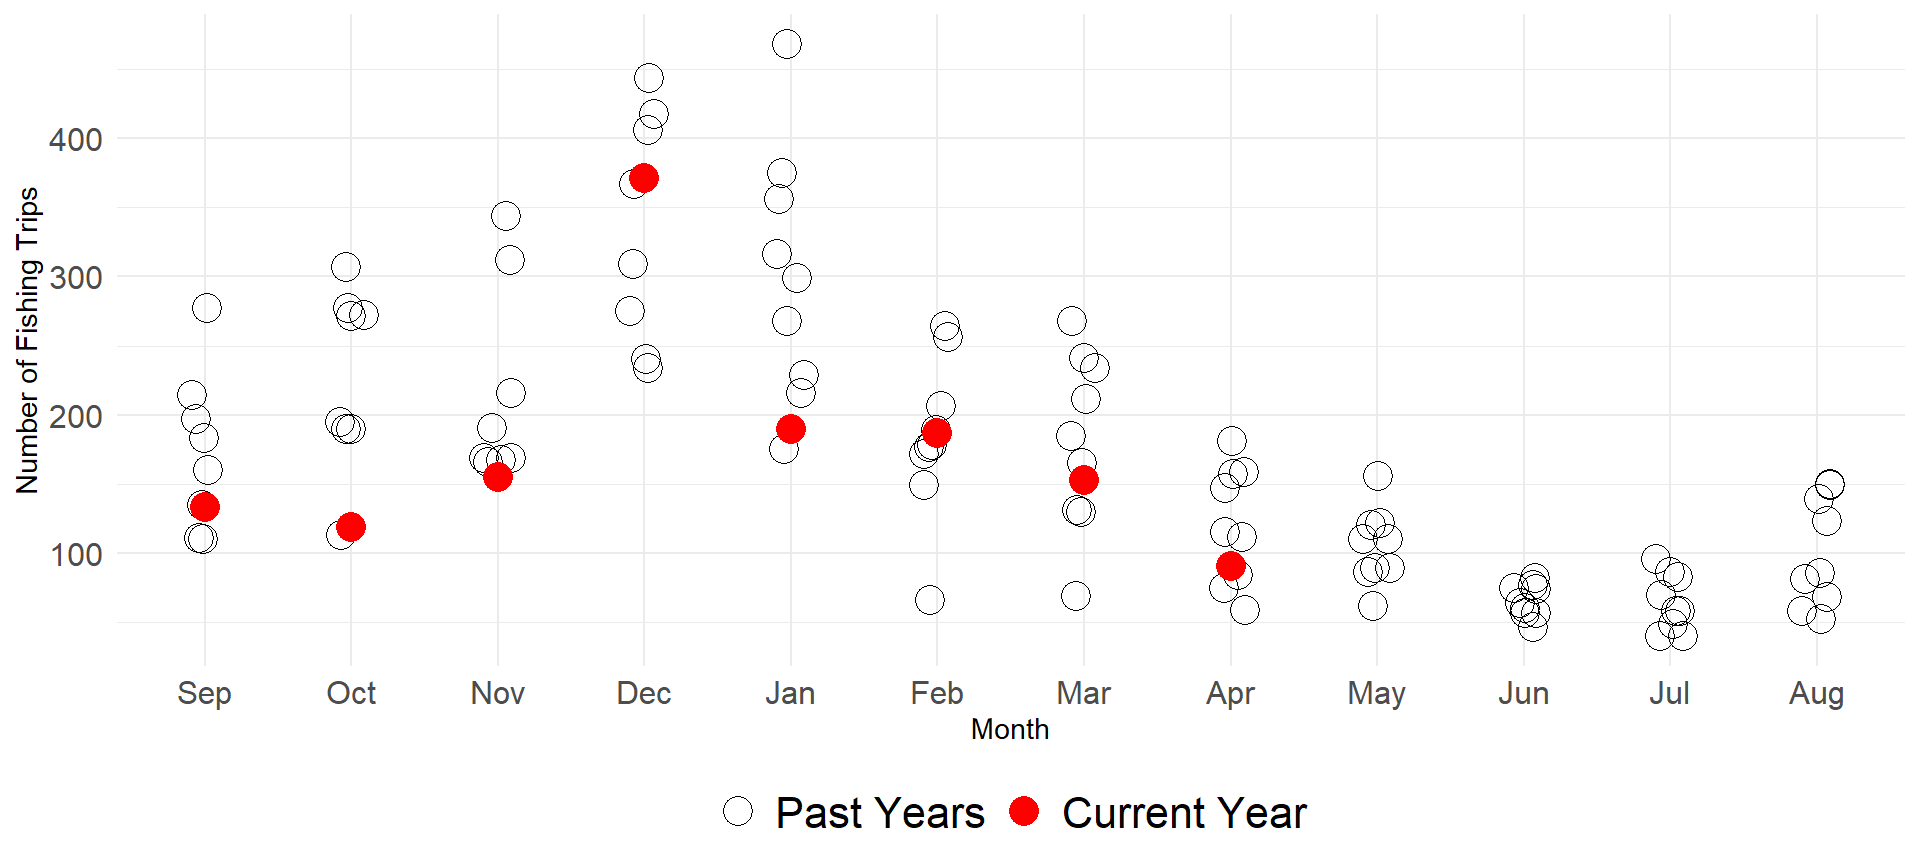 Number of Fishing Trips
400
300
200
100
Sep Oct Nov Dec Jan Feb Mar Apr May Jun Jul Aug
Month
Past Years Current Year